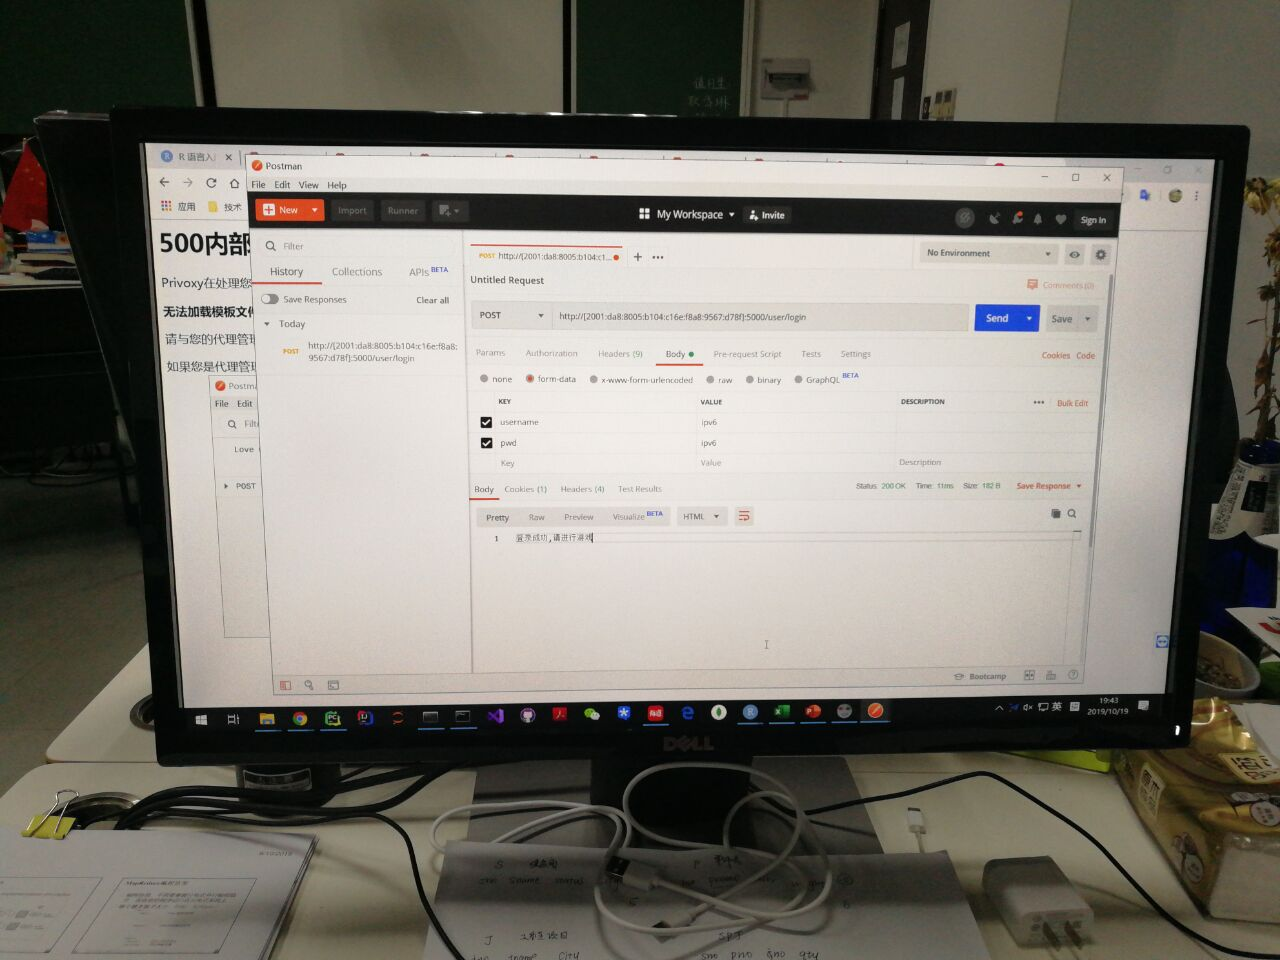 值日生
R 语言入
应用
技术
500内部
Privoxy在处理您
无法加载模板文件
请与您的代理管理
如果您是代理管理
Postman
File Edit View Help
New
Import
Runner
My Workspace
Invite
Sign In
Filter
History
Collections
APIs BETA
Save Responses
Clear all
Today
POST http://[2001:da8:8005:b104:c16e:f8a8:
9567:d78f]:5000/user/login
POST http://[2001:da8:8005:b104:c1...
No Environment
Untitled Request
Comments (0)
POST
http://[2001:da8:8005:b104:c16e:f8a8:9567:d78f]:5000/user/login
Send
Save
Params
Authorization
Headers (9)
Body
Pre-request Script
Tests
Settings
Cookies Code
none
form-data
x-www-form-urlencoded
raw
binary
GraphQL BETA
KEY VALUE DESCRIPTION
Bulk Edit
username ipv6
pwd ipv6
Key Value Description
Body
Cookies (1)
Headers (4)
Test Results
Status: 200 OK Time: 11ms Size: 182 B
Save Response
Pretty
Raw
Preview
Visualize BETA
HTML
1 登录成功,请进行游戏
Bootcamp
Postma
File Edit
Love
POST
英
19:43
2019/10/19
DELL
S P
J
City
sno pno qty